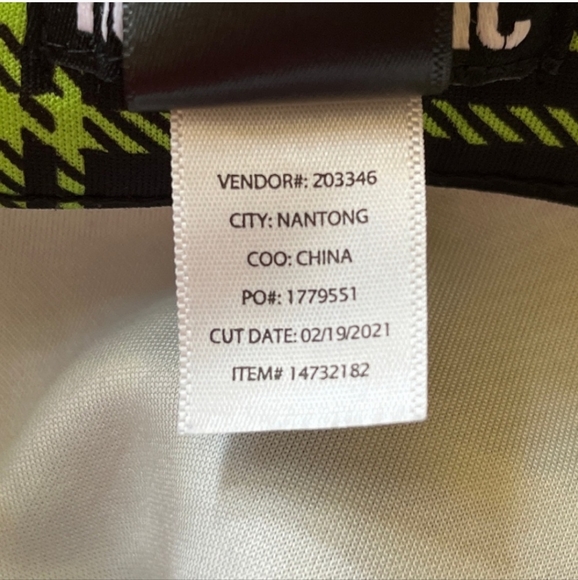 VENDOR#: 203346
CITY: NANTONG
COO: CHINA
PO#: 1779551
CUT DATE: 02/19/2021
ITEM# 14732182